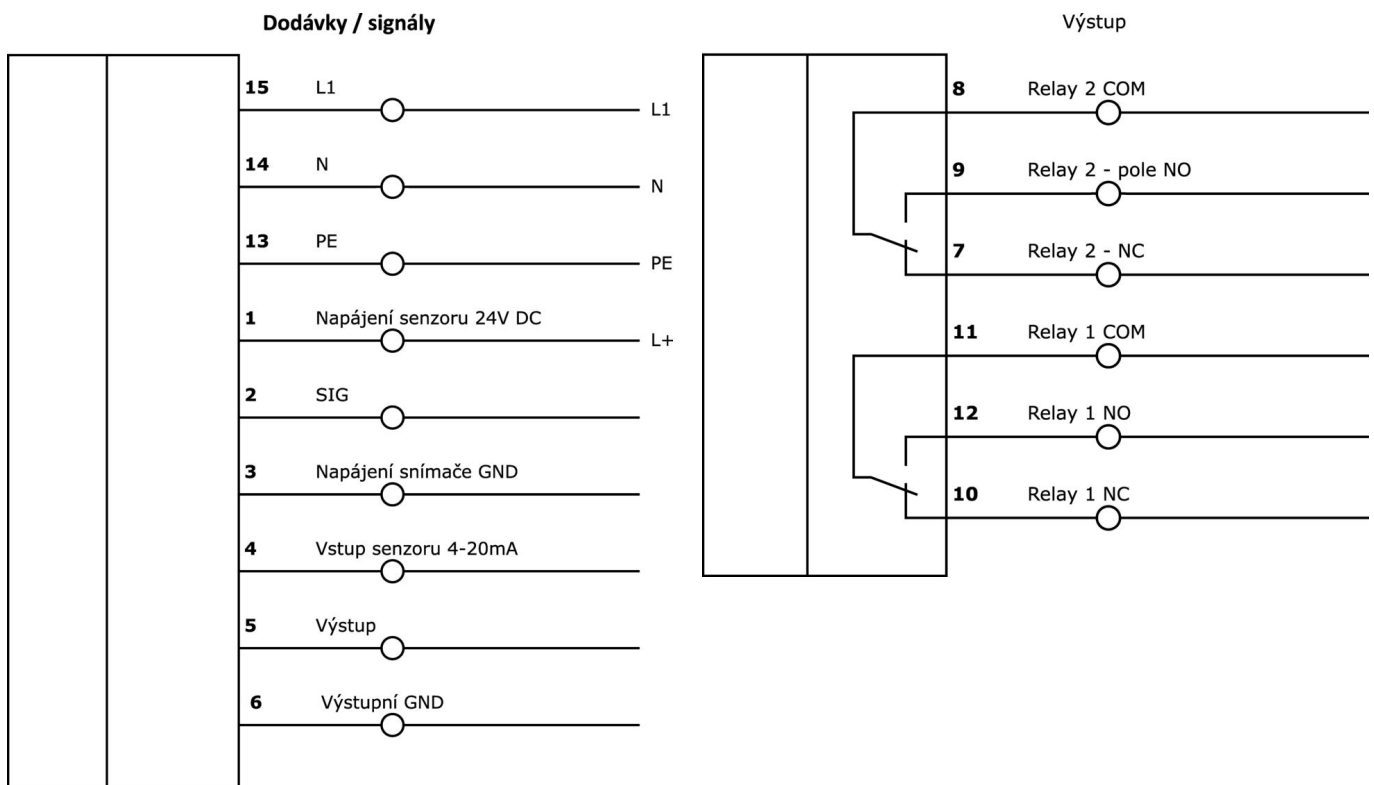 Dodávky / signály
15 L1
L1
14 N
N
13 PE
PE
1 Napájení senzoru 24V DC
L+
2 SIG
3 Napájení snímače GND
4 Vstup senzoru 4-20mA
5 Výstup
6 Výstupní GND
Výstup
8 Relay 2 COM
9 Relay 2 - pole NO
7 Relay 2 - NC
11 Relay 1 COM
12 Relay 1 NO
10 Relay 1 NC